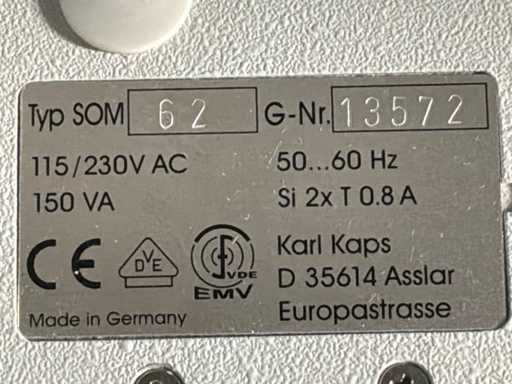 Typ SOM 62 G-Nr. 13572
115/230V AC 50...60 Hz
150 VA Si 2x T 0.8 A
CE VDE VDE EMV
Karl Kaps
D 35614 Asslar
Made in Germany Europastrasse